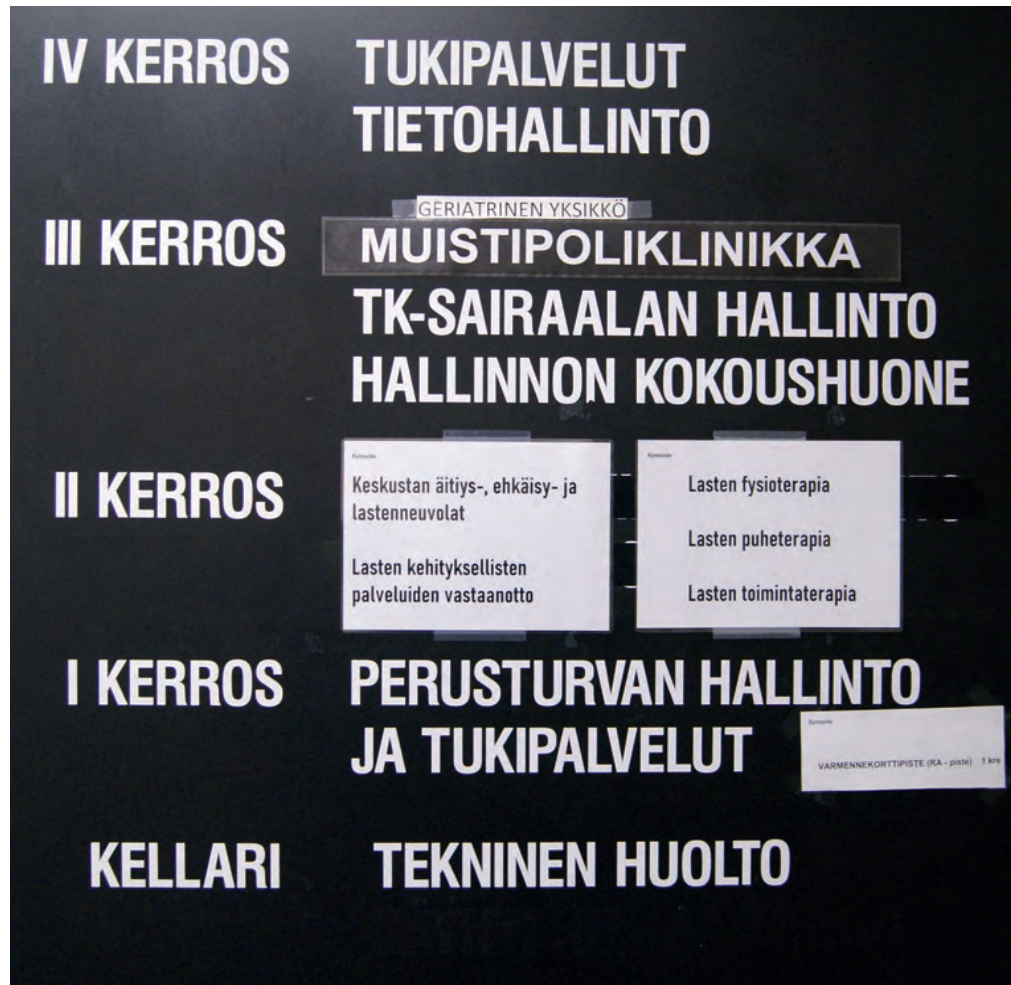 IV KERROS TUKIPALVELUT
TIETOHALLINTO
GERIATRINEN YKSIKKÖ
III KERROS MUISTIPOLIKLINIKKA
TK-SAIRAALAN HALLINTO
HALLINNON KOKOUSHUONE
II KERROS
Keskustan äitiys-, ehkäisy- ja
lastenneuvolat
Lasten kehityksellisten
palveluiden vastaanotto
Lasten fysioterapia
Lasten puheterapia
Lasten toimintaterapia
I KERROS PERUSTURVAN HALLINTO
JA TUKIPALVELUT
VARMENNEKORTTIPISTE (RA - piste) 1 krs
KELLARI TEKNINEN HUOLTO